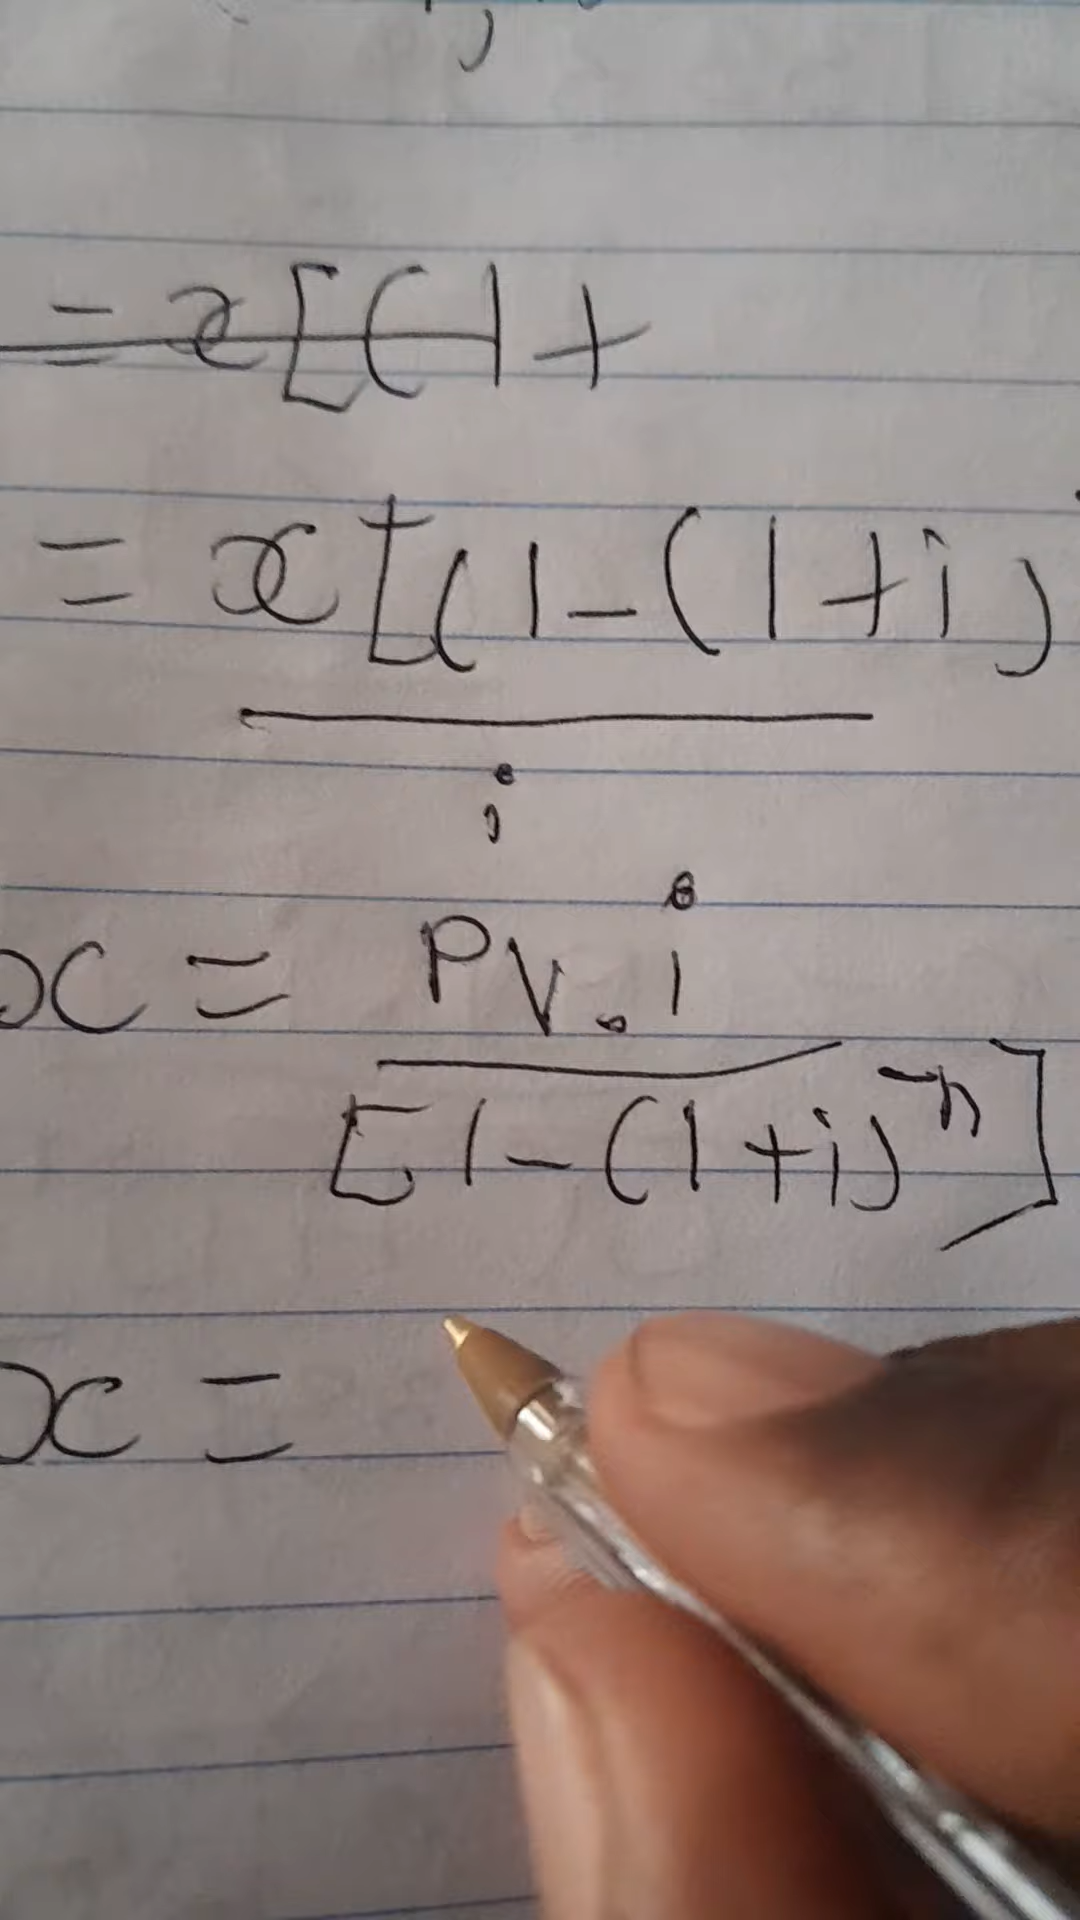 = x[(1+
= x[(1-(1+i)
i
x = PV.i
[1-(1+i)^-n]
x =